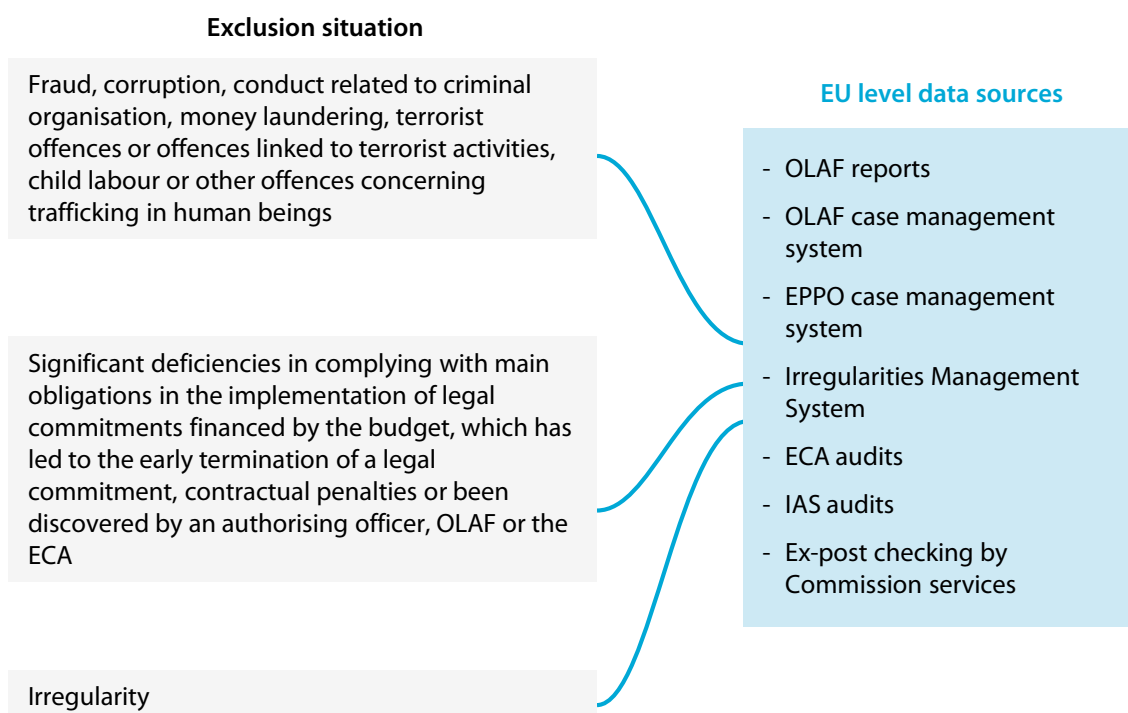 Exclusion situation
Fraud, corruption, conduct related to criminal
organisation, money laundering, terrorist
offences or offences linked to terrorist activities,
child labour or other offences concerning
trafficking in human beings
Significant deficiencies in complying with main
obligations in the implementation of legal
commitments financed by the budget, which has
led to the early termination of a legal
commitment, contractual penalties or been
discovered by an authorising officer, OLAF or the
ECA
Irregularity
EU level data sources
- OLAF reports
- OLAF case management
system
- EPPO case management
system
- Irregularities Management
System
- ECA audits
- IAS audits
- Ex-post checking by
Commission services